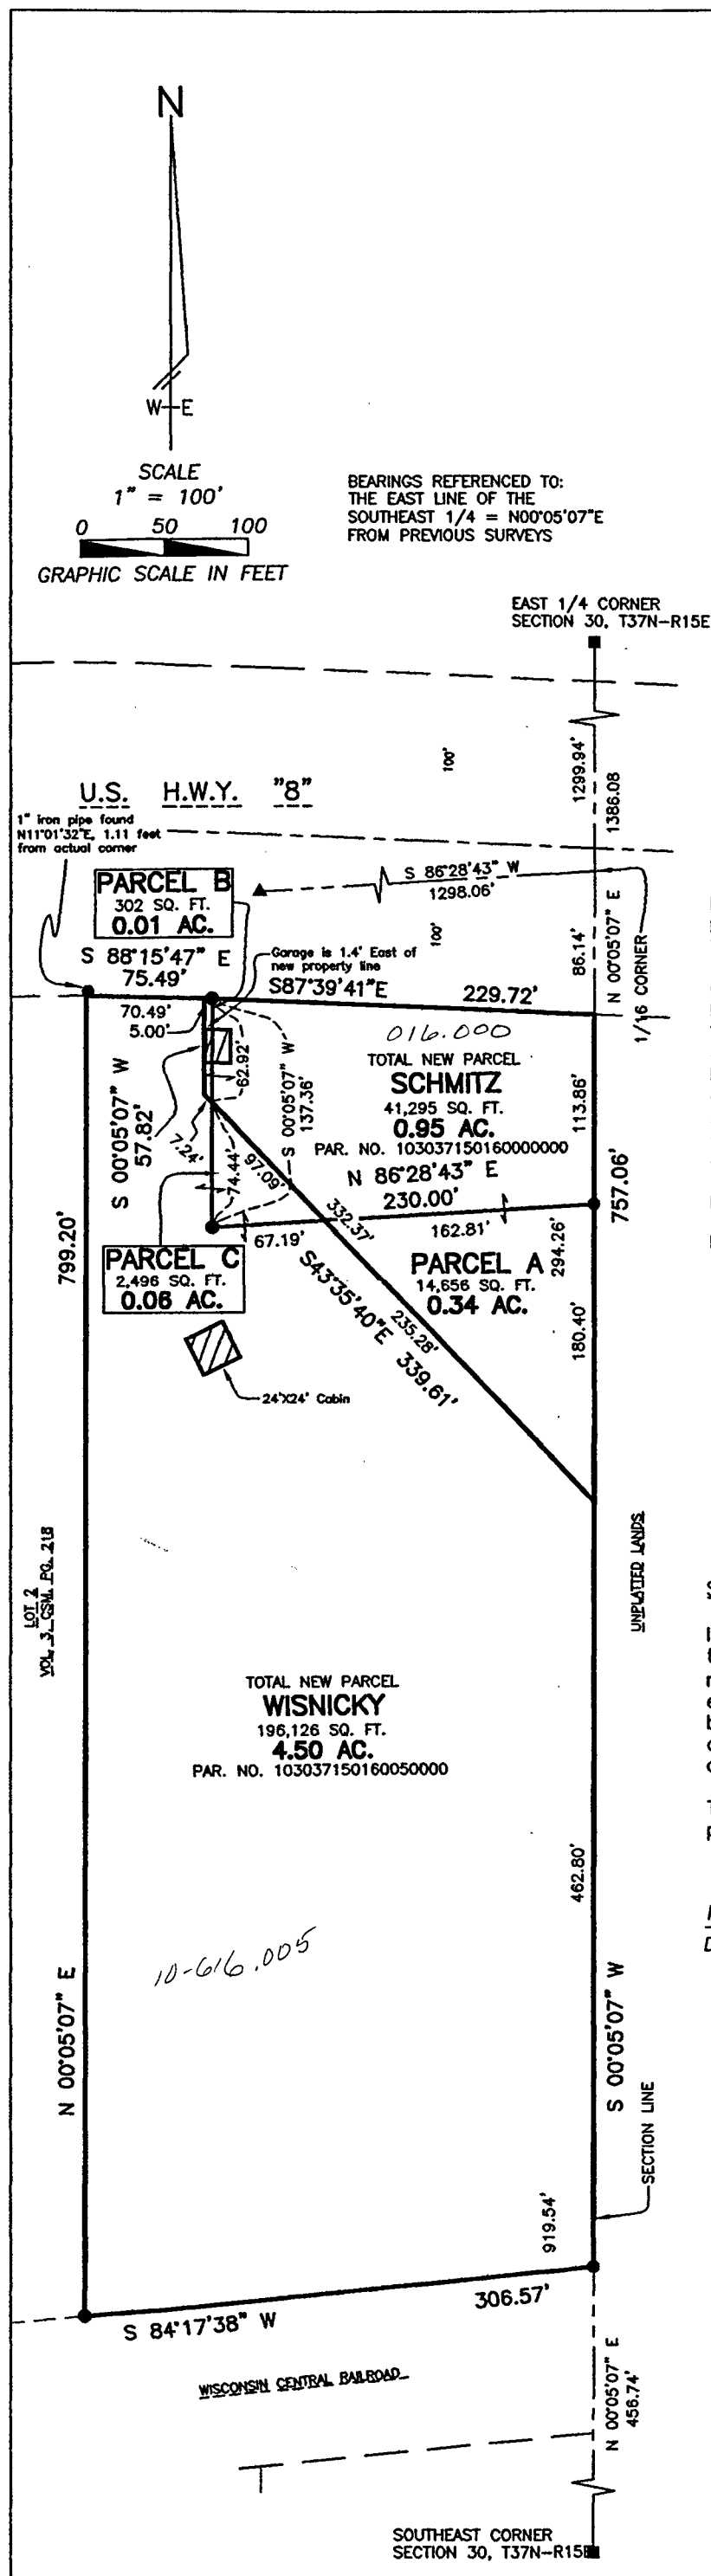 N
W E
SCALE
1" = 100'
0 50 100
GRAPHIC SCALE IN FEET
BEARINGS REFERENCED TO:
THE EAST LINE OF THE
SOUTHEAST 1/4 = N00°05'07"E
FROM PREVIOUS SURVEYS
EAST 1/4 CORNER
SECTION 30, T37N-R15E
1299.94'
1386.08
100'
U.S. H.W.Y. "8"
1" iron pipe found
N11°01'32"E, 1.11 feet
from actual corner
S 86°28'43" W
1298.06'
PARCEL B
302 SQ. FT.
0.01 AC.
100'
86.14'
N 00°05'07" E
1/16 CORNER
S 88°15'47" E
75.49'
Garage is 1.4' East of
new property line
S87°39'41"E
229.72'
70.49'
5.00'
62.92'
S 00°05'07" W
137.36'
S 00°05'07" W
57.82'
7.24'
016.000
TOTAL NEW PARCEL
SCHMITZ
41,295 SQ. FT.
0.95 AC.
PAR. NO. 103037150160000000
113.86'
N 86°28'43" E
230.00'
162.81'
757.06'
799.20'
74.44'
97.09'
332.37'
67.19'
PARCEL C
2,496 SQ. FT.
0.06 AC.
PARCEL A
14,656 SQ. FT.
0.34 AC.
294.26'
180.40'
S43°35'40"E 339.61'
235.28'
24'X24' Cabin
LOT 2
VOL. 3 CSM. PG. 218
UNPLATTED LANDS
TOTAL NEW PARCEL
WISNICKY
196,126 SQ. FT.
4.50 AC.
PAR. NO. 103037150160050000
462.80'
10-616.005
N 00°05'07" E
S 00°05'07" W
SECTION LINE
919.54'
306.57'
S 84°17'38" W
WISCONSIN CENTRAL RAILROAD
N 00°05'07" E
456.74'
SOUTHEAST CORNER
SECTION 30, T37N-R15E